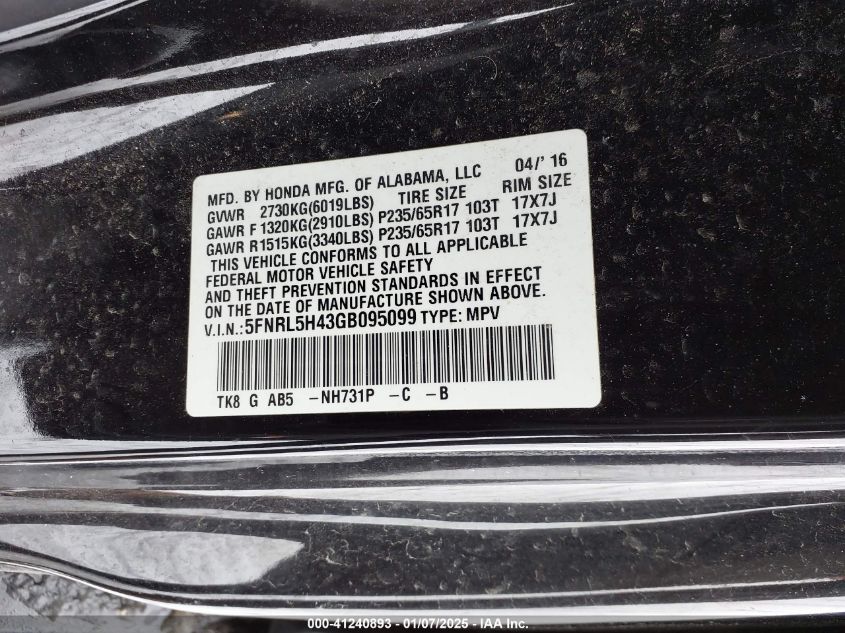 MFD. BY HONDA MFG. OF ALABAMA, LLC 04/' 16
GVWR 2730KG(6019LBS) TIRE SIZE RIM SIZE
GAWR F 1320KG(2910LBS) P235/65R17 103T 17X7J
GAWR R1515KG(3340LBS) P235/65R17 103T 17X7J
THIS VEHICLE CONFORMS TO ALL APPLICABLE
FEDERAL MOTOR VEHICLE SAFETY
AND THEFT PREVENTION STANDARDS IN EFFECT
ON THE DATE OF MANUFACTURE SHOWN ABOVE.
V.I.N.: 5FNRL5H43GB095099 TYPE: MPV
TK8 G AB5 -NH731P -C -B
000-41240893 - 01/07/2025 - IAA Inc.